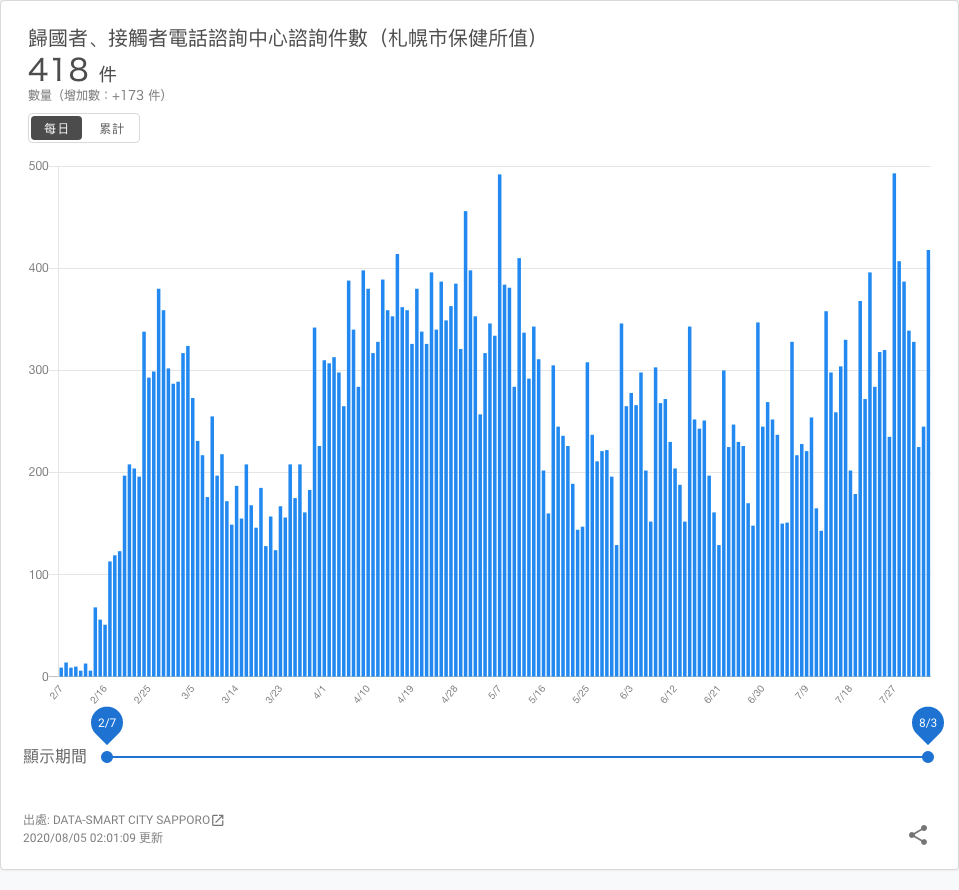 歸國者、接觸者電話諮詢中心諮詢件數（札幌市保健所值）
418 件
數量（增加數：+173 件）
每日 累計
500
400
300
200
100
0
2/7 2/16 2/25 3/5 3/14 3/23 4/1 4/10 4/19 4/28 5/7 5/16 5/25 6/3 6/12 6/21 6/30 7/9 7/18 7/27
2/7 8/3
顯示期間
出處: DATA-SMART CITY SAPPORO
2020/08/05 02:01:09 更新